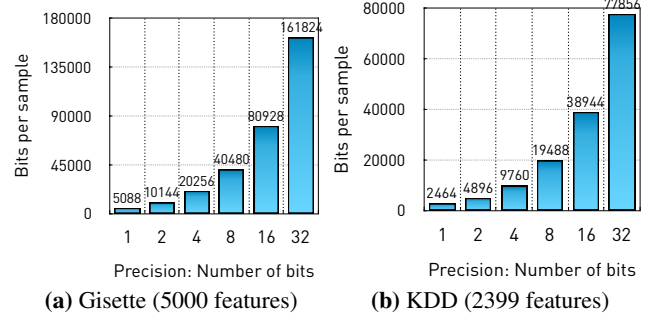 180000
135000
90000
45000
0
Bits per sample
5088
10144
20256
40480
80928
161824
1 2 4 8 16 32
Precision: Number of bits
(a) Gisette (5000 features)
80000
60000
40000
20000
0
Bits per sample
2464
4896
9760
19488
38944
77856
1 2 4 8 16 32
Precision: Number of bits
(b) KDD (2399 features)